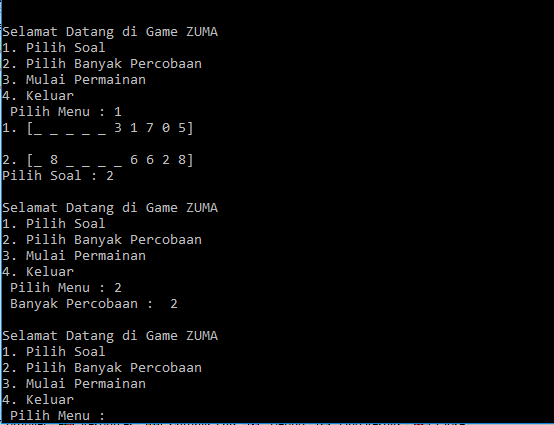 Selamat Datang di Game ZUMA
1. Pilih Soal
2. Pilih Banyak Percobaan
3. Mulai Permainan
4. Keluar
Pilih Menu : 1
1. [_ _ _ _ _ 3 1 7 0 5]
2. [_ 8 _ _ _ _ 6 6 2 8]
Pilih Soal : 2
Selamat Datang di Game ZUMA
1. Pilih Soal
2. Pilih Banyak Percobaan
3. Mulai Permainan
4. Keluar
Pilih Menu : 2
Banyak Percobaan :  2
Selamat Datang di Game ZUMA
1. Pilih Soal
2. Pilih Banyak Percobaan
3. Mulai Permainan
4. Keluar
Pilih Menu :